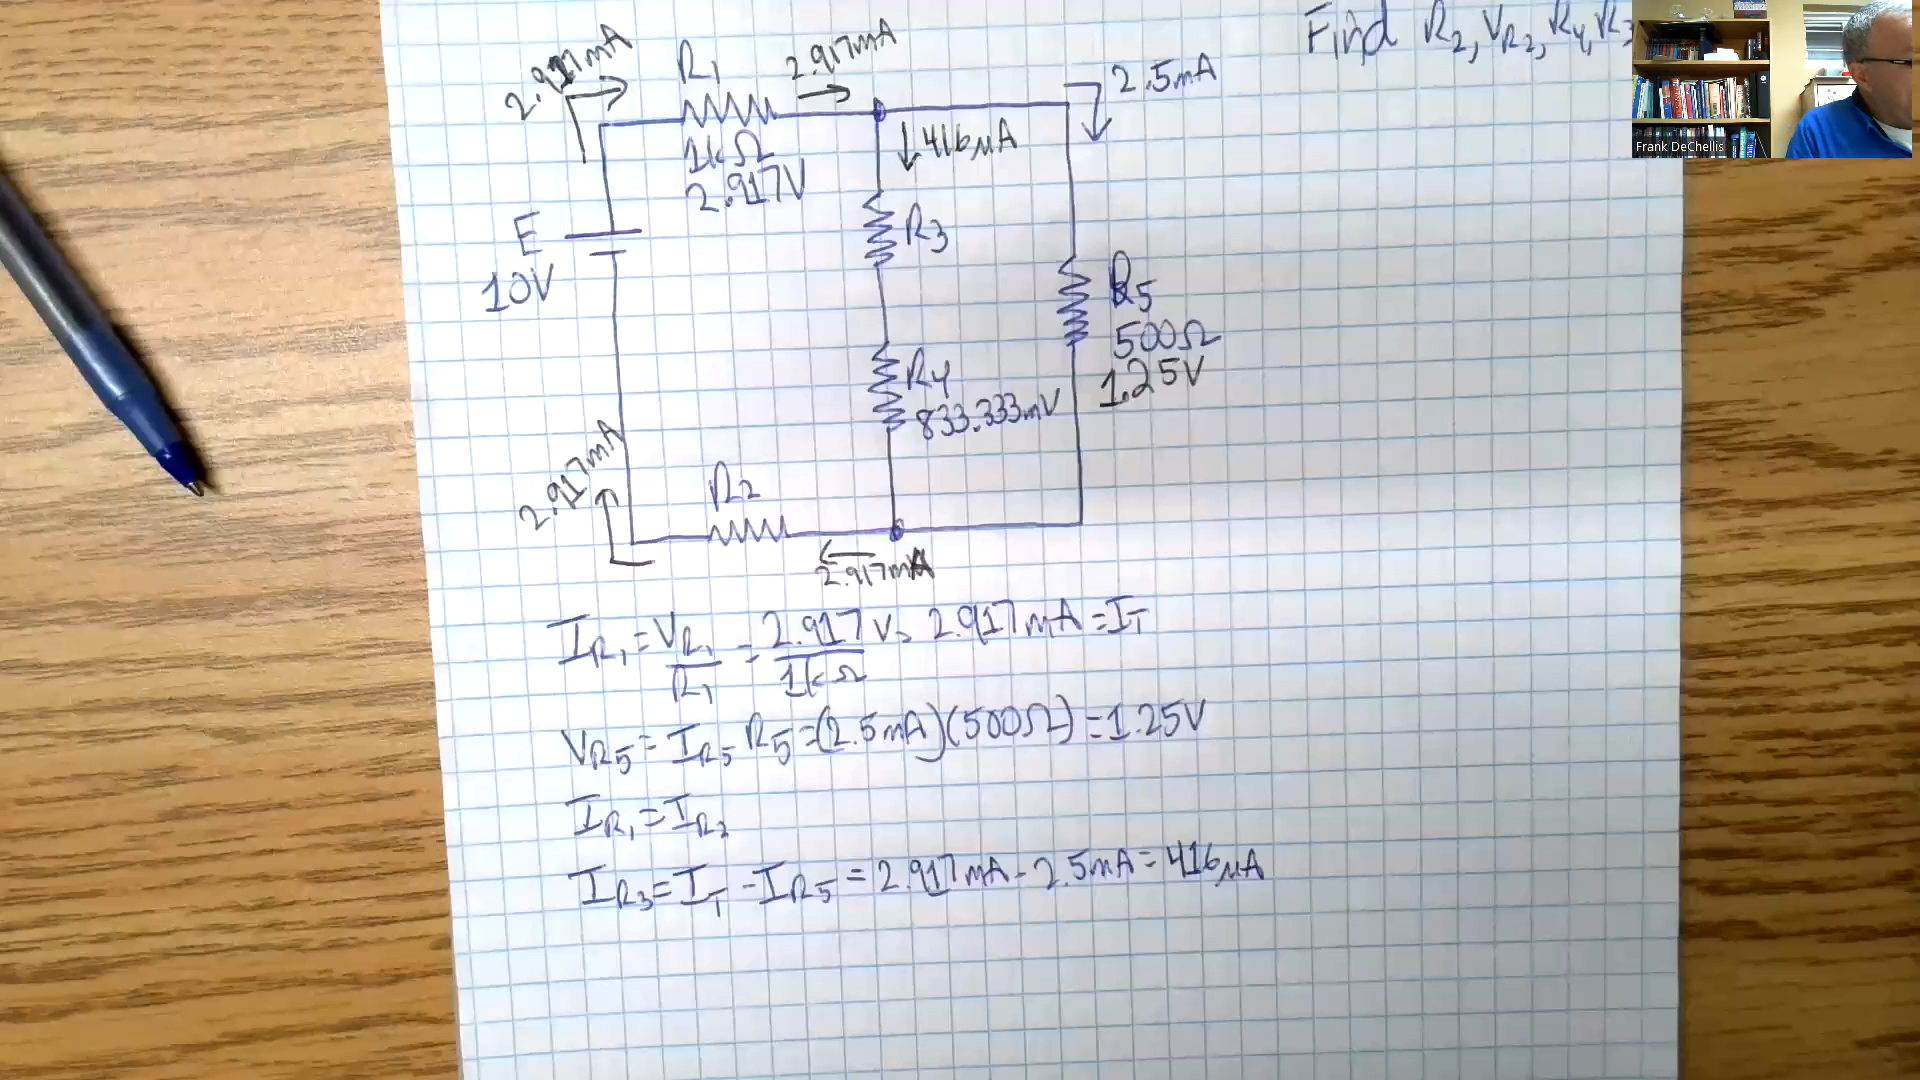 Find R2, VR2, R4, R3
2.917mA
R1
2.917mA
2.5mA
1kΩ
2.917V
416μA
E
10V
R3
R5
500Ω
1.25V
R4
833.333mV
2.917mA
R2
2.917mA
IR1 = VR1/R1 = 2.917V/1kΩ = 2.917mA = IT
VR5 = IR5 R5 = (2.5mA)(500Ω) = 1.25V
IR1 = IR2
IR3 = IT - IR5 = 2.917mA - 2.5mA = 416μA
Frank DeChellis